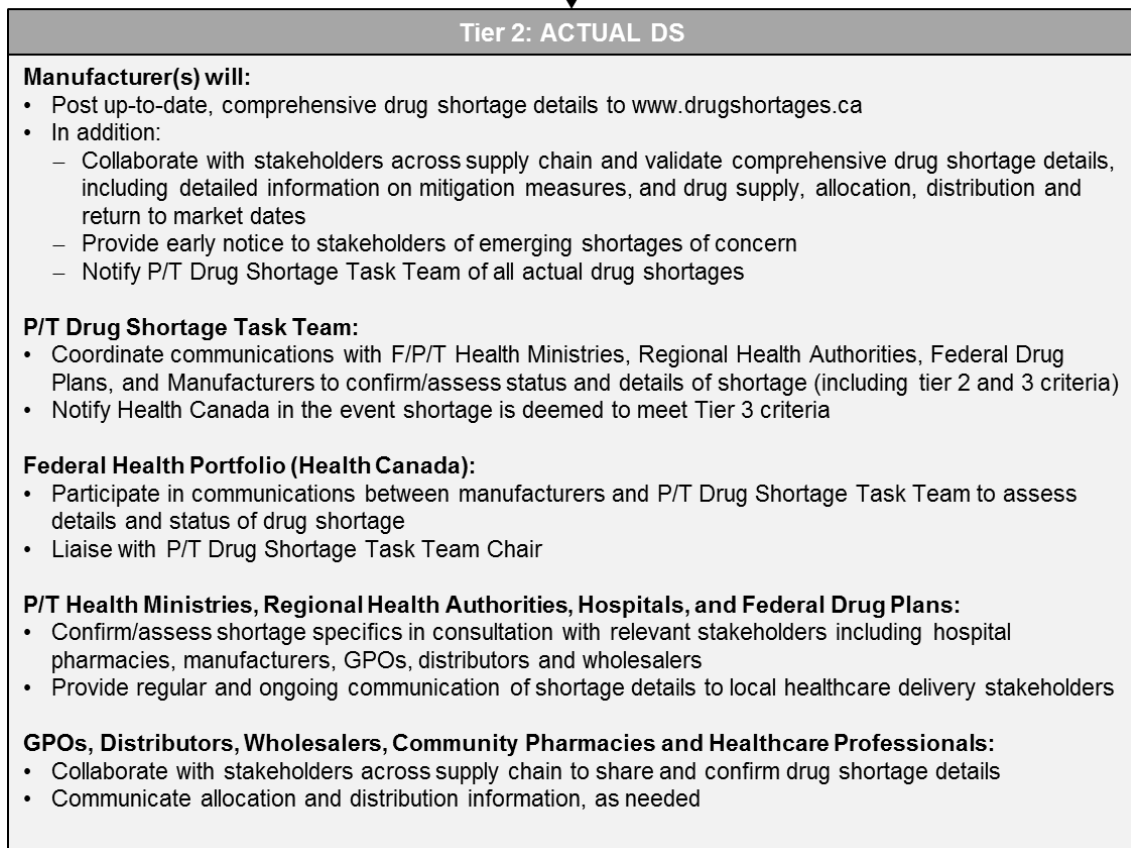 Tier 2: ACTUAL DS
Manufacturer(s) will:
• Post up-to-date, comprehensive drug shortage details to www.drugshortages.ca
• In addition:
– Collaborate with stakeholders across supply chain and validate comprehensive drug shortage details,
including detailed information on mitigation measures, and drug supply, allocation, distribution and
return to market dates
– Provide early notice to stakeholders of emerging shortages of concern
– Notify P/T Drug Shortage Task Team of all actual drug shortages
P/T Drug Shortage Task Team:
• Coordinate communications with F/P/T Health Ministries, Regional Health Authorities, Federal Drug
Plans, and Manufacturers to confirm/assess status and details of shortage (including tier 2 and 3 criteria)
• Notify Health Canada in the event shortage is deemed to meet Tier 3 criteria
Federal Health Portfolio (Health Canada):
• Participate in communications between manufacturers and P/T Drug Shortage Task Team to assess
details and status of drug shortage
• Liaise with P/T Drug Shortage Task Team Chair
P/T Health Ministries, Regional Health Authorities, Hospitals, and Federal Drug Plans:
• Confirm/assess shortage specifics in consultation with relevant stakeholders including hospital
pharmacies, manufacturers, GPOs, distributors and wholesalers
• Provide regular and ongoing communication of shortage details to local healthcare delivery stakeholders
GPOs, Distributors, Wholesalers, Community Pharmacies and Healthcare Professionals:
• Collaborate with stakeholders across supply chain to share and confirm drug shortage details
• Communicate allocation and distribution information, as needed